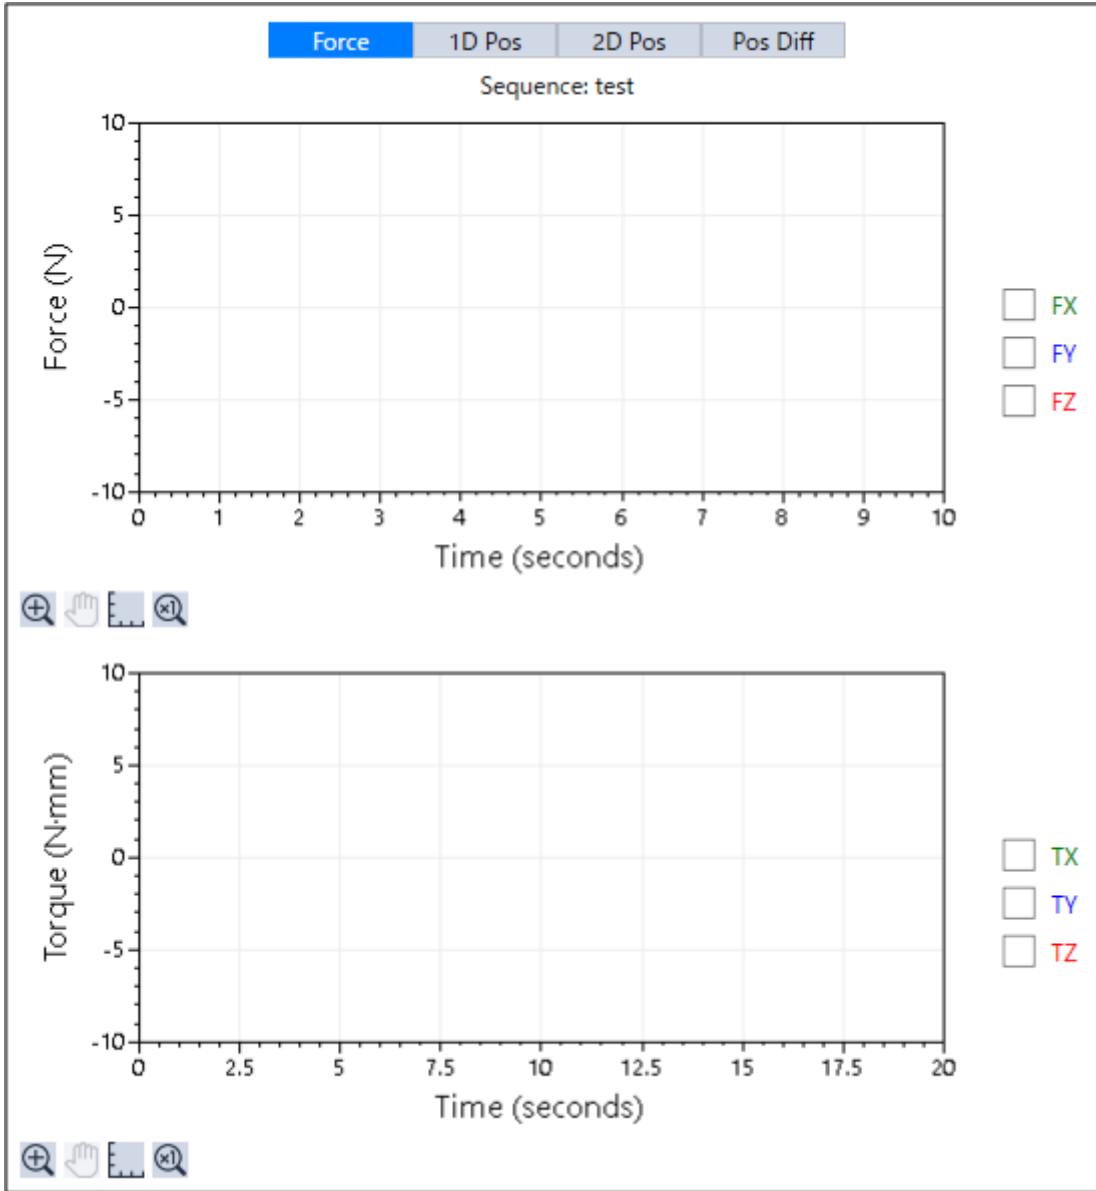 Force 1D Pos 2D Pos Pos Diff
Sequence: test
10
5
0
-5
-10
Force (N)
0 1 2 3 4 5 6 7 8 9 10
Time (seconds)
FX
FY
FZ
×1
10
5
0
-5
-10
Torque (N·mm)
0 2.5 5 7.5 10 12.5 15 17.5 20
Time (seconds)
TX
TY
TZ
×1